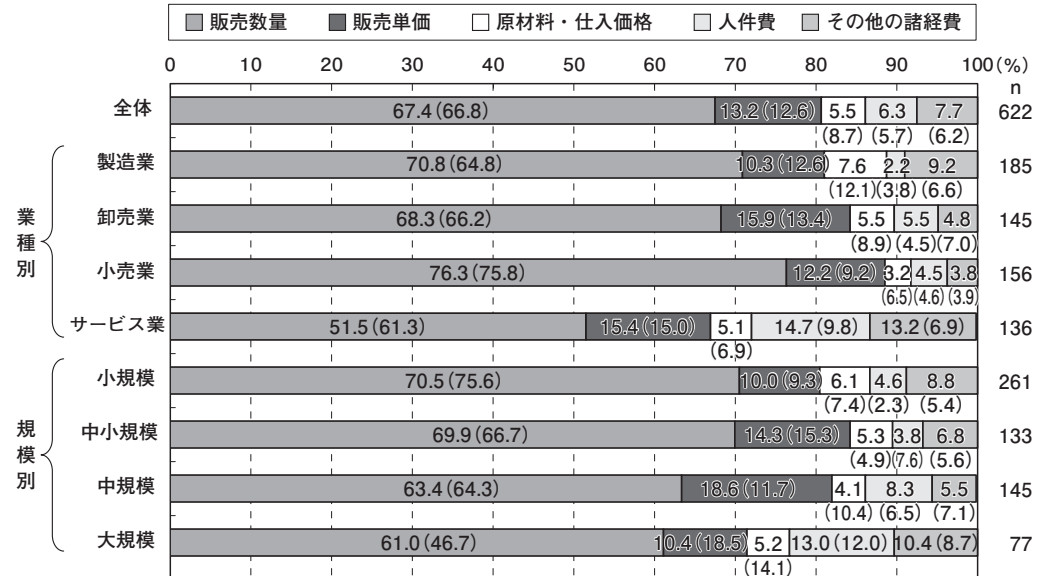 販売数量 販売単価 原材料・仕入価格 人件費 その他の諸経費
0 10 20 30 40 50 60 70 80 90 100(%)
n
全体 67.4(66.8) 13.2(12.6) 5.5 6.3 7.7 622
(8.7) (5.7) (6.2)
業種別
製造業 70.8(64.8) 10.3(12.6) 7.6 2.2 9.2 185
(12.1)(3.8) (6.6)
卸売業 68.3(66.2) 15.9(13.4) 5.5 5.5 4.8 145
(8.9) (4.5)(7.0)
小売業 76.3(75.8) 12.2(9.2) 3.2 4.5 3.8 156
(6.5)(4.6)(3.9)
サービス業 51.5(61.3) 15.4(15.0) 5.1 14.7(9.8) 13.2(6.9) 136
(6.9)
規模別
小規模 70.5(75.6) 10.0(9.3) 6.1 4.6 8.8 261
(7.4)(2.3) (5.4)
中小規模 69.9(66.7) 14.3(15.3) 5.3 3.8 6.8 133
(4.9)(7.6) (5.6)
中規模 63.4(64.3) 18.6(11.7) 4.1 8.3 5.5 145
(10.4) (6.5) (7.1)
大規模 61.0(46.7) 10.4(18.5) 5.2 13.0(12.0) 10.4(8.7) 77
(14.1)